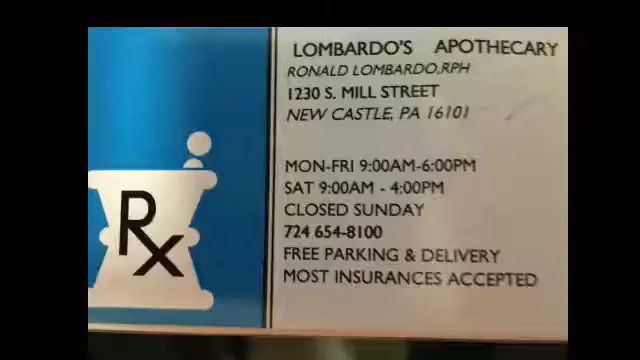 LOMBARDO'S APOTHECARY
RONALD LOMBARDO,RPH
1230 S. MILL STREET
NEW CASTLE, PA 16101
MON-FRI 9:00AM-6:00PM
SAT 9:00AM - 4:00PM
CLOSED SUNDAY
724 654-8100
FREE PARKING & DELIVERY
MOST INSURANCES ACCEPTED
Rx